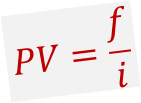 PV = f/i